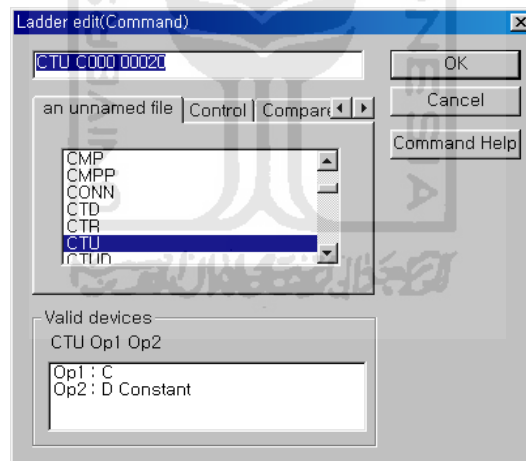 Ladder edit(Command)
CTU C000 00020
OK
Cancel
Command Help
an unnamed file Control Compare
CMP
CMPP
CONN
CTD
CTR
CTU
CTUD
Valid devices
CTU Op1 Op2
Op1 : C
Op2 : D Constant